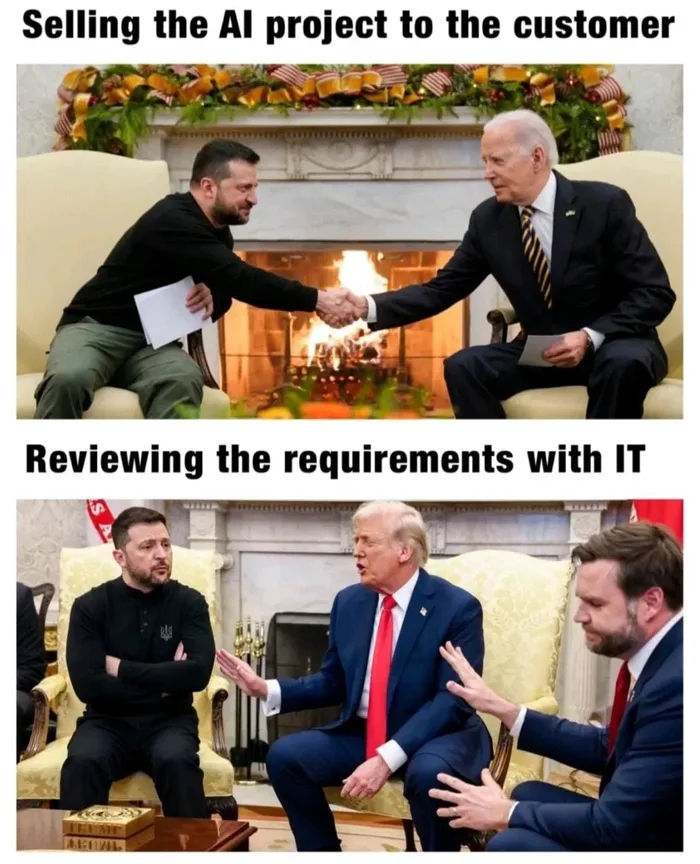 Selling the AI project to the customer
Reviewing the requirements with IT